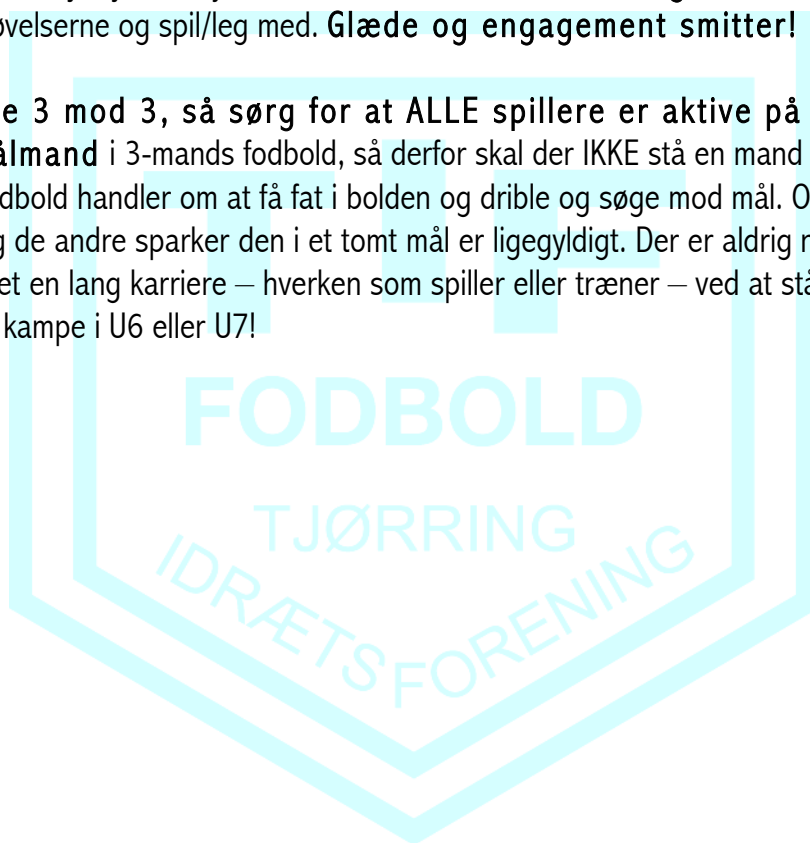 øvelserne og spil/leg med. Glæde og engagement smitter!
e 3 mod 3, så sørg for at ALLE spillere er aktive på
ålmand i 3-mands fodbold, så derfor skal der IKKE stå en mand
dbold handler om at få fat i bolden og drible og søge mod mål. O
g de andre sparker den i et tomt mål er ligegyldigt. Der er aldrig
et en lang karriere – hverken som spiller eller træner – ved at stå
kampe i U6 eller U7!
TIF
FODBOLD
TJØRRING
IDRÆTS FORENING